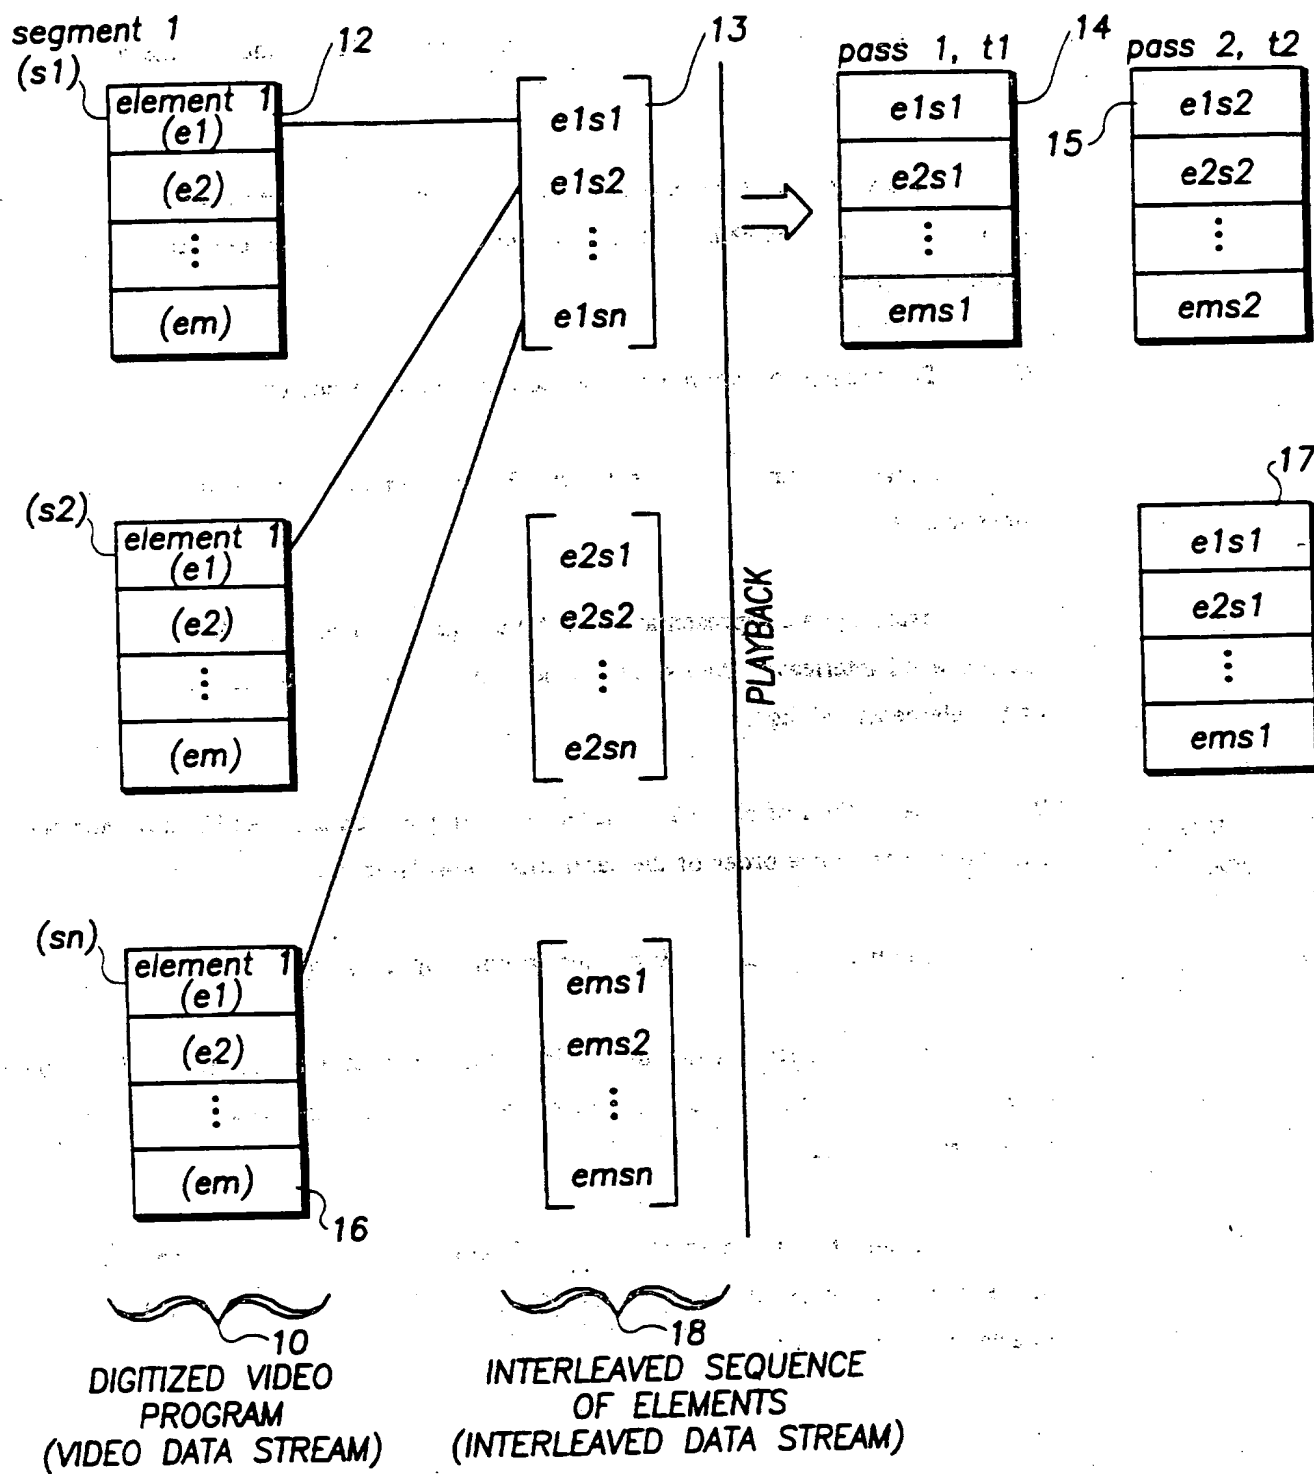 segment 1
(s1)
12
element 1
(e1)
(e2)
⋮
(em)
13
e1s1
e1s2
⋮
e1sn
pass 1, t1
14
e1s1
e2s1
⋮
ems1
pass 2, t2
15
e1s2
e2s2
⋮
ems2
(s2)
element 1
(e1)
(e2)
⋮
(em)
e2s1
e2s2
⋮
e2sn
PLAYBACK
17
e1s1
e2s1
⋮
ems1
(sn)
element 1
(e1)
(e2)
⋮
(em)
16
ems1
ems2
⋮
emsn
10
DIGITIZED VIDEO
PROGRAM
(VIDEO DATA STREAM)
18
INTERLEAVED SEQUENCE
OF ELEMENTS
(INTERLEAVED DATA STREAM)